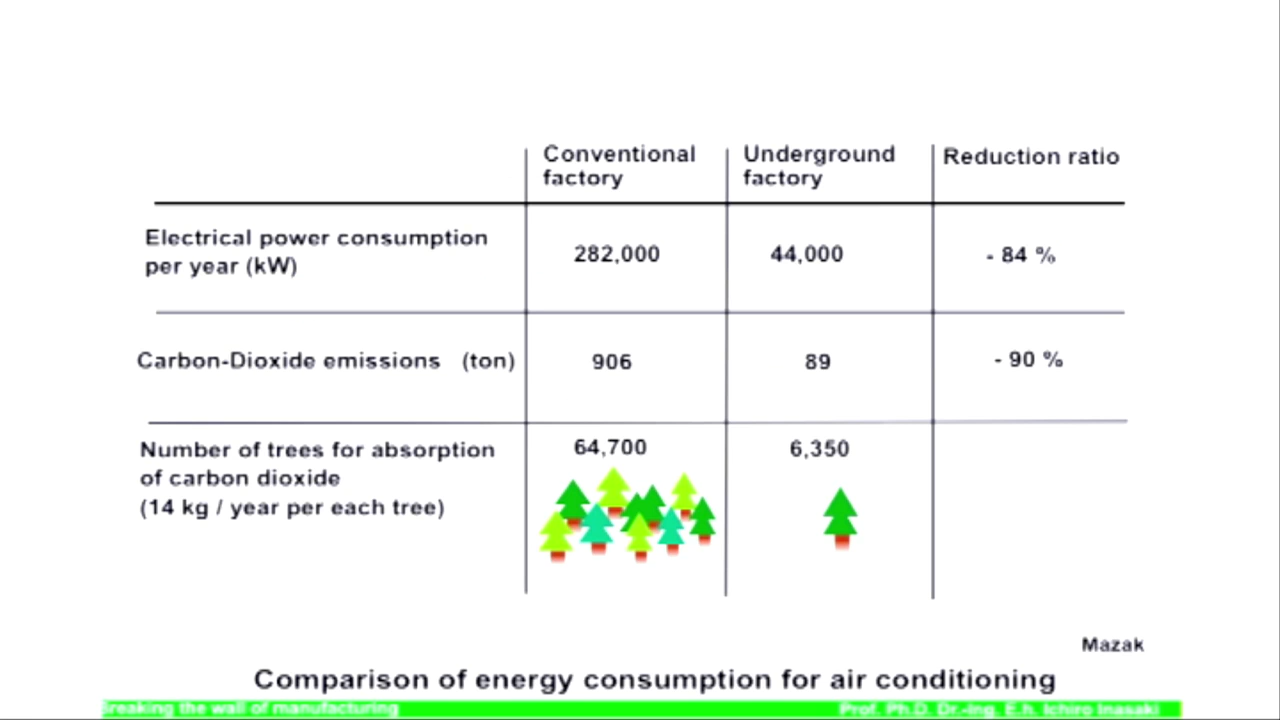 Conventional factory
Underground factory
Reduction ratio
Electrical power consumption
per year (kW)
282,000
44,000
- 84 %
Carbon-Dioxide emissions (ton)
906
89
- 90 %
Number of trees for absorption
of carbon dioxide
(14 kg / year per each tree)
64,700
6,350
Mazak
Comparison of energy consumption for air conditioning
Breaking the wall of manufacturing
Prof. Ph.D. Dr.-Ing. E.h. Ichiro Inasaki